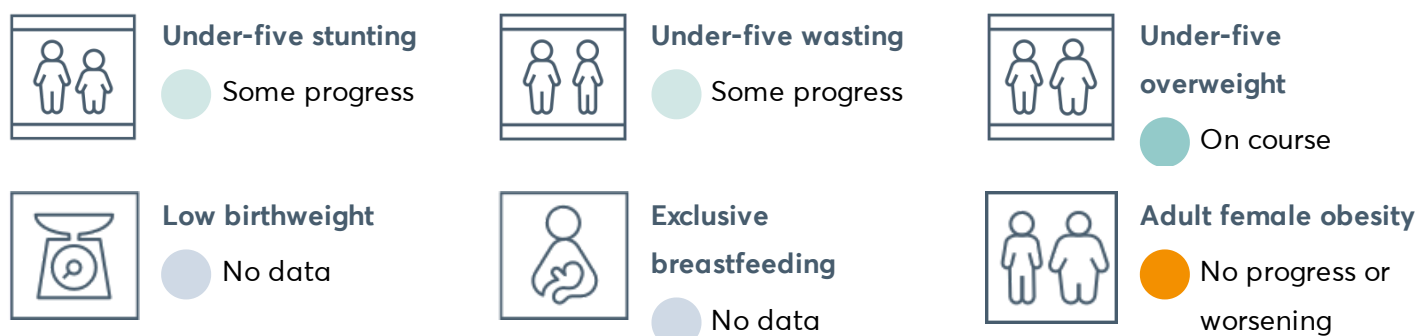 Under-five stunting
Some progress
Under-five wasting
Some progress
Under-five
overweight
On course
Low birthweight
No data
Exclusive
breastfeeding
No data
Adult female obesity
No progress or
worsening